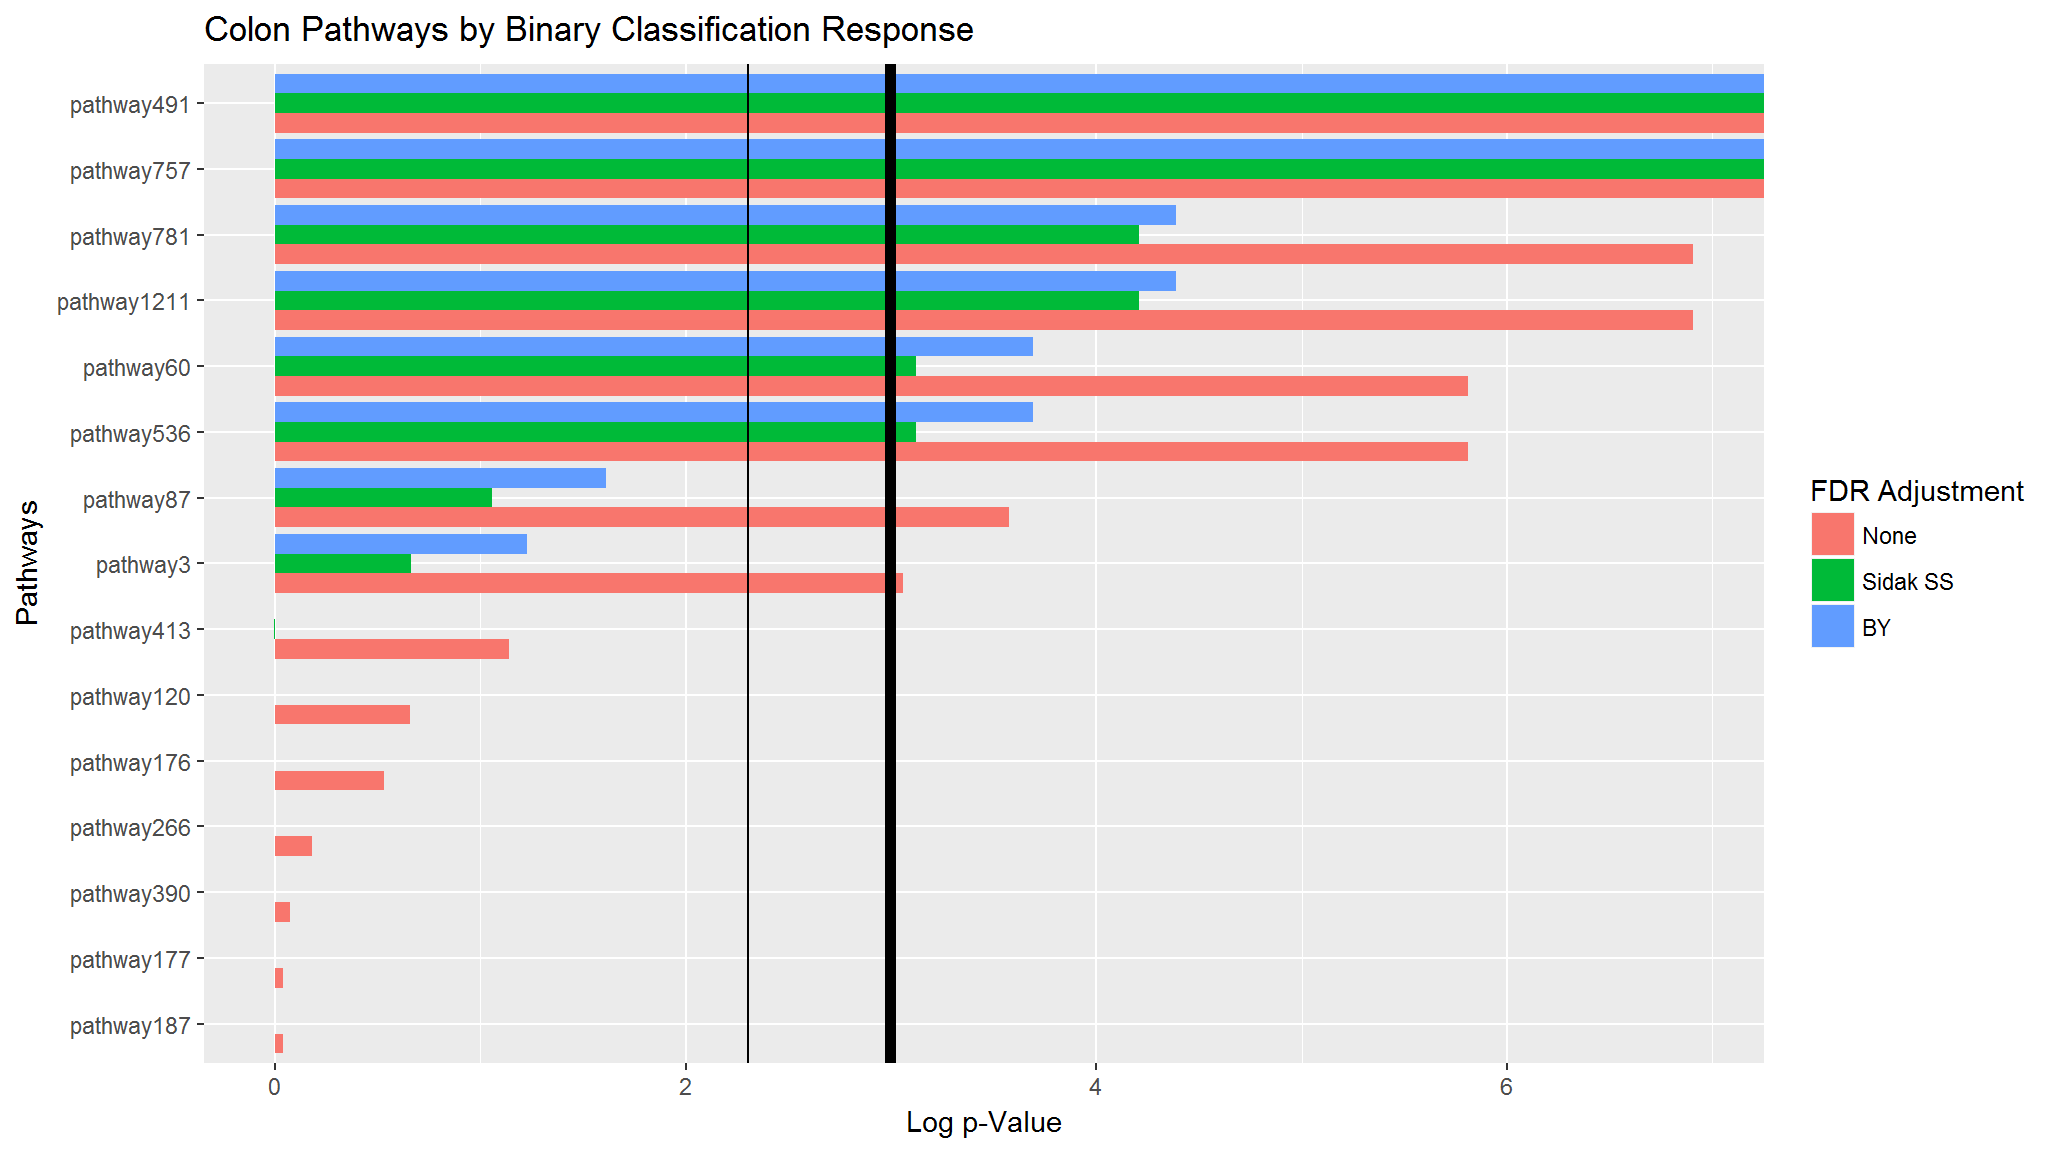 Colon Pathways by Binary Classification Response
Pathways
pathway491
pathway757
pathway781
pathway1211
pathway60
pathway536
pathway87
pathway3
pathway413
pathway120
pathway176
pathway266
pathway390
pathway177
pathway187
0 2 4 6
Log p-Value
FDR Adjustment
None
Sidak SS
BY